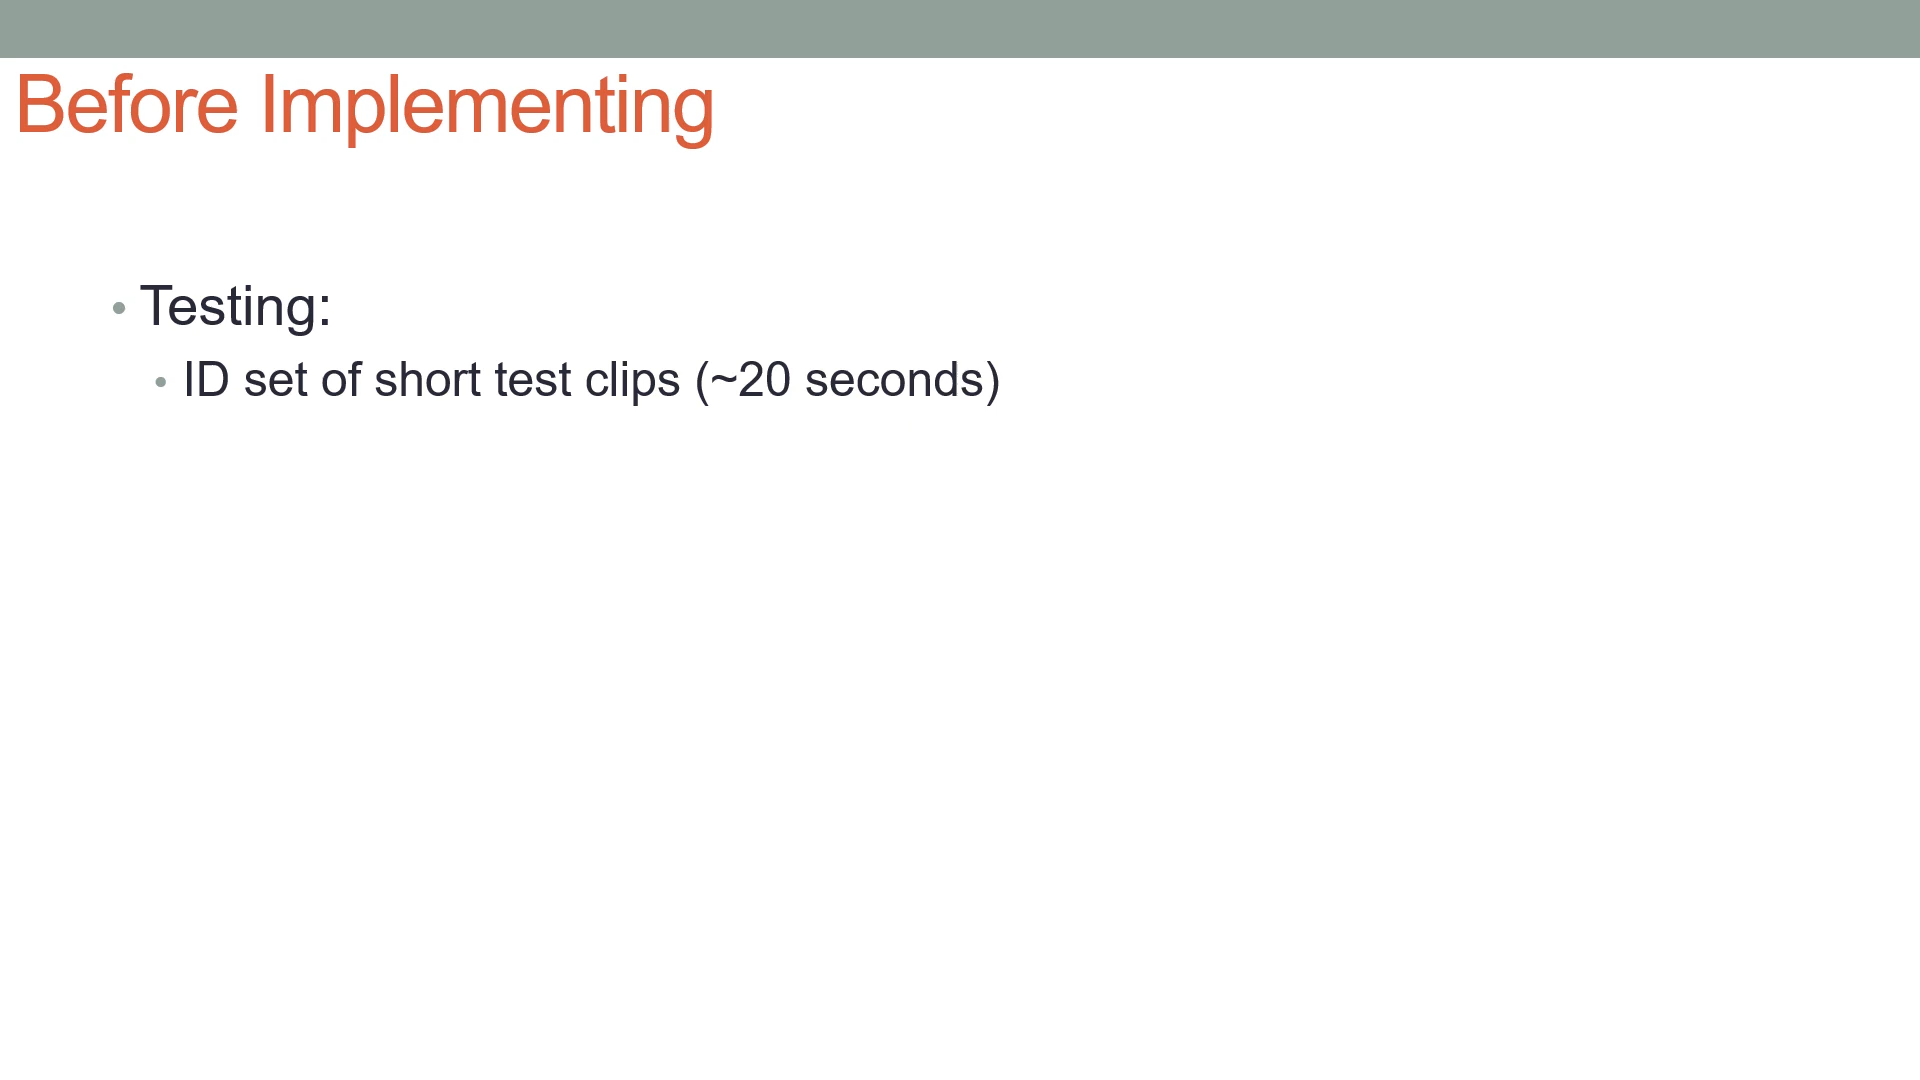 Before Implementing
• Testing:
• ID set of short test clips (~20 seconds)